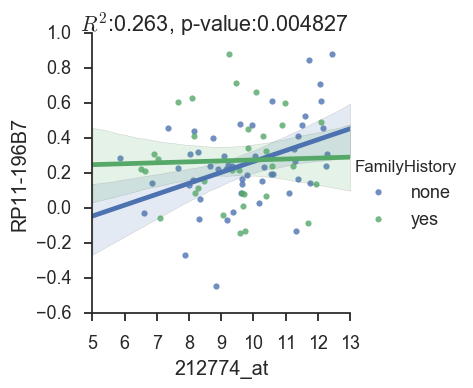 R²:0.263, p-value:0.004827
1.0
0.8
0.6
0.4
0.2
0.0
−0.2
−0.4
−0.6
RP11-196B7
5 6 7 8 9 10 11 12 13
212774_at
FamilyHistory
none
yes